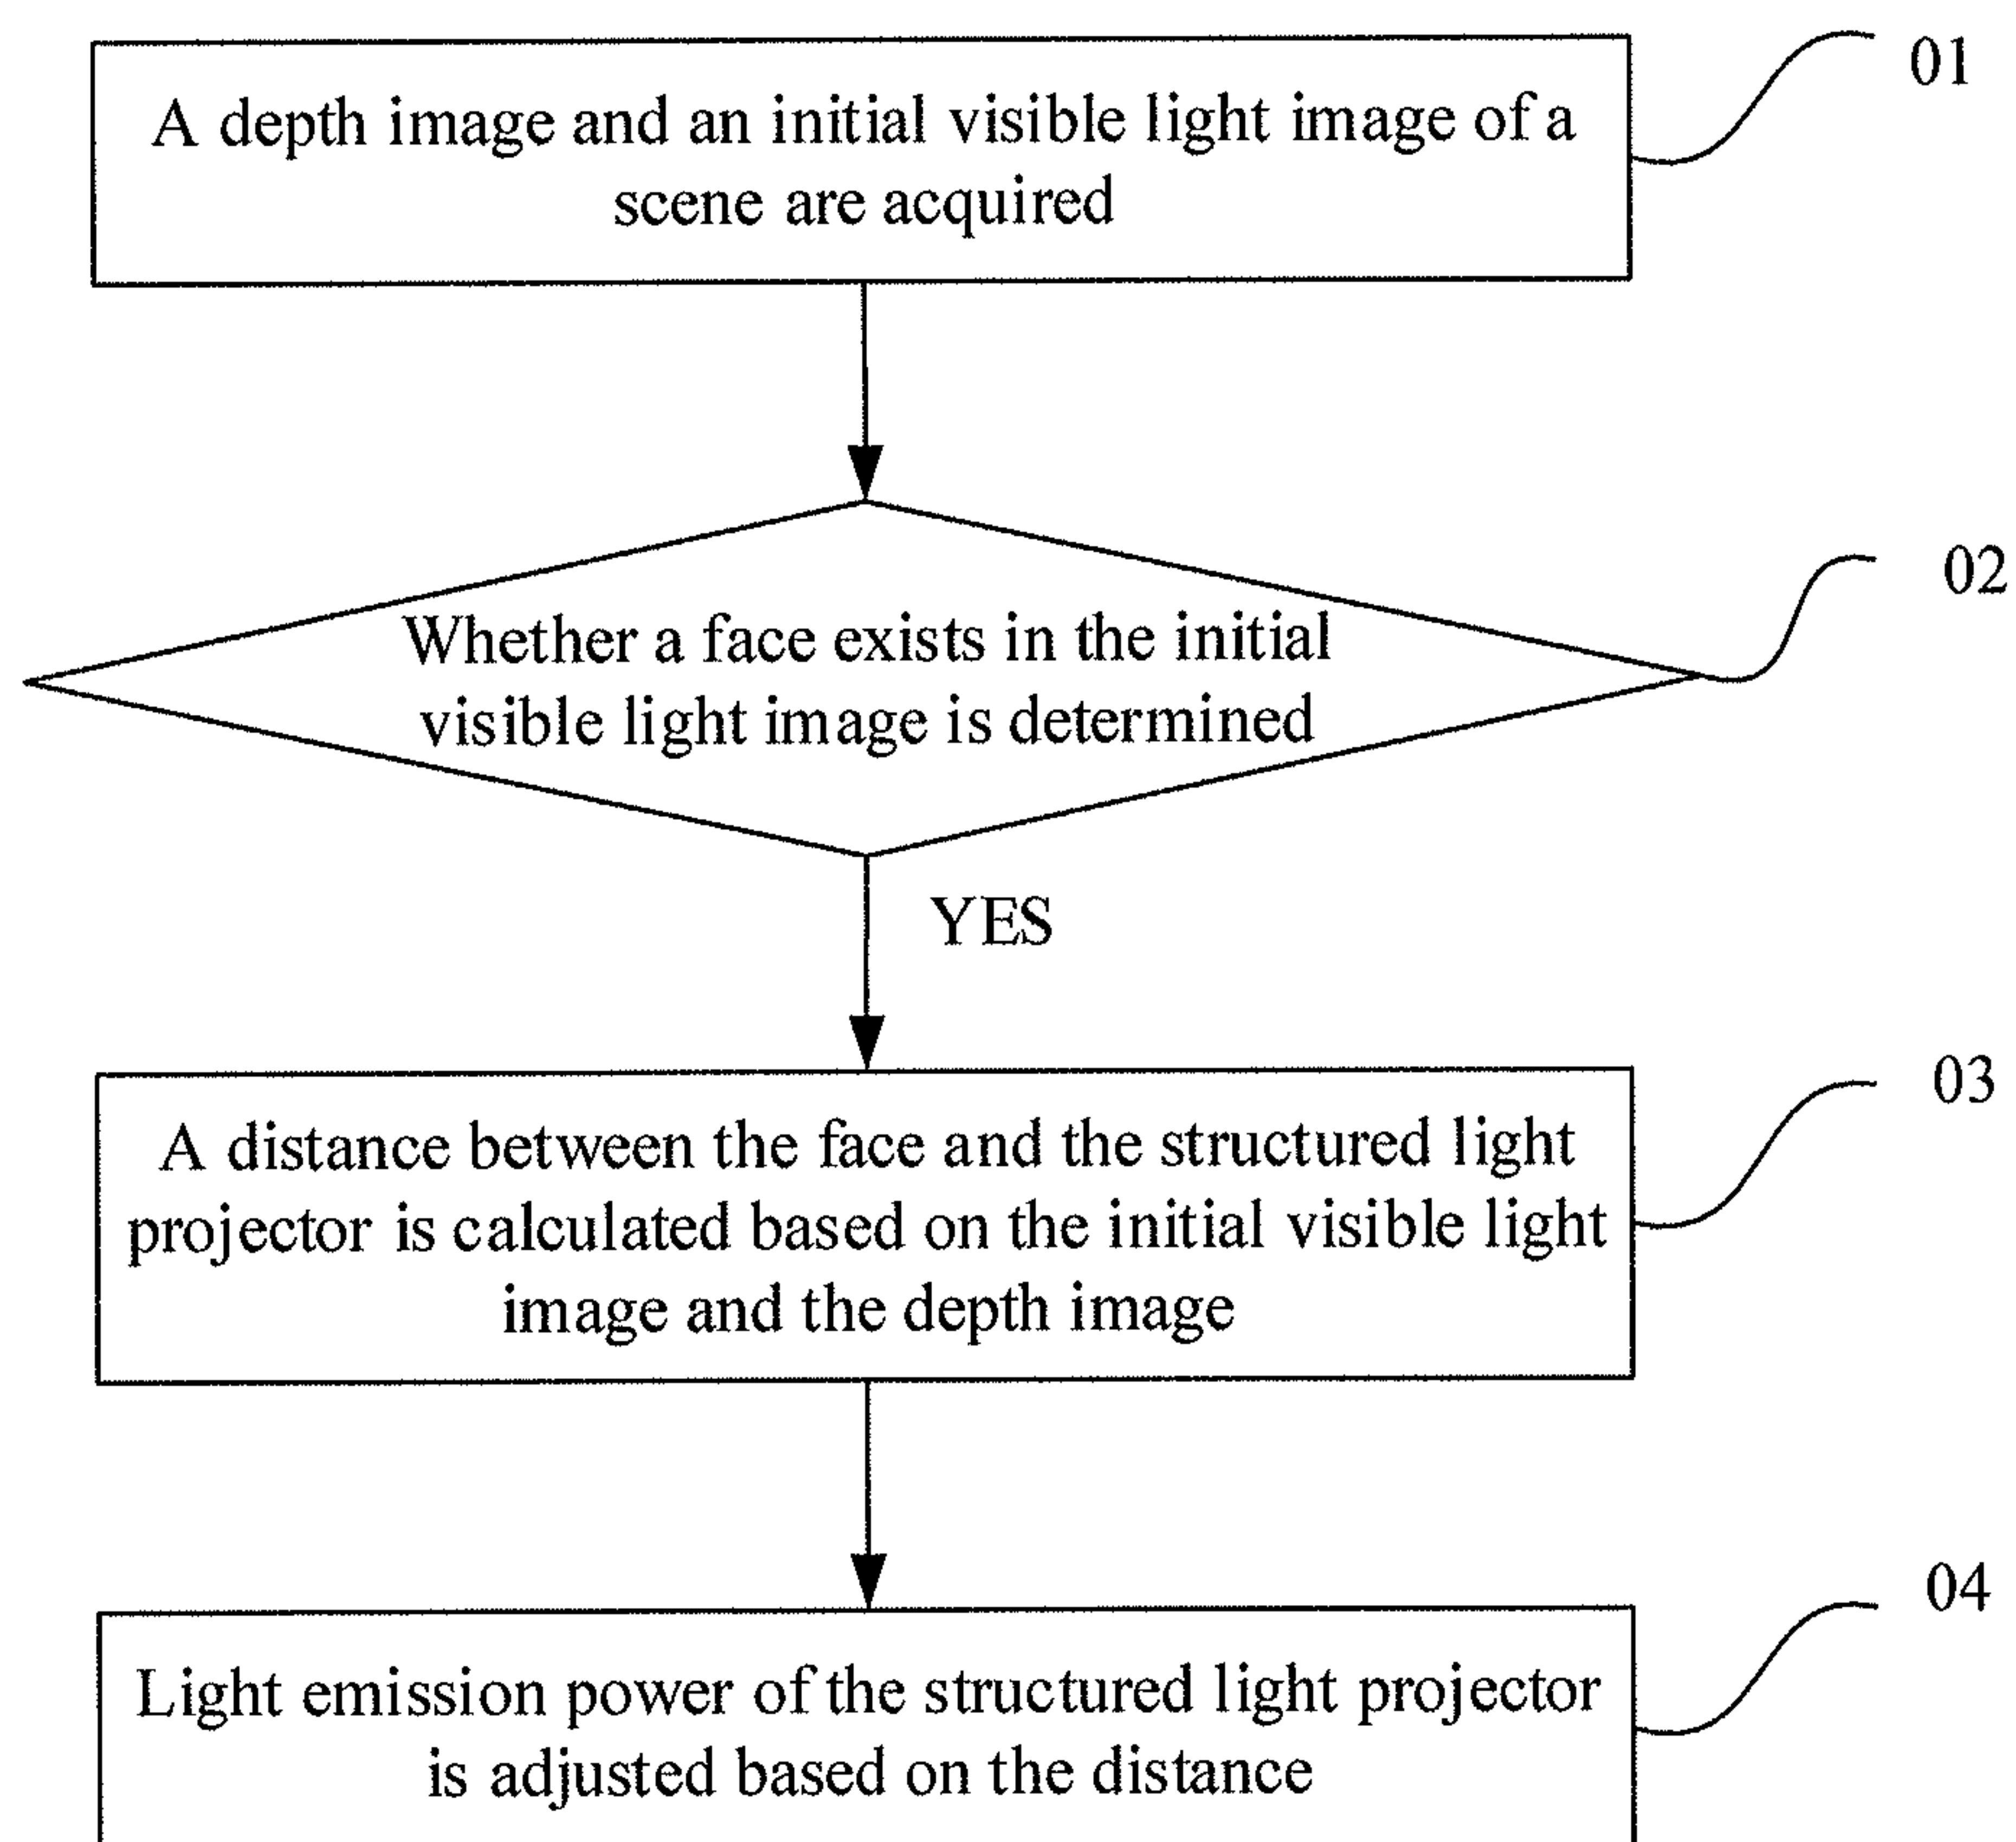 A depth image and an initial visible light image of a
scene are acquired
01
Whether a face exists in the initial
visible light image is determined
02
YES
A distance between the face and the structured light
projector is calculated based on the initial visible light
image and the depth image
03
Light emission power of the structured light projector
is adjusted based on the distance
04